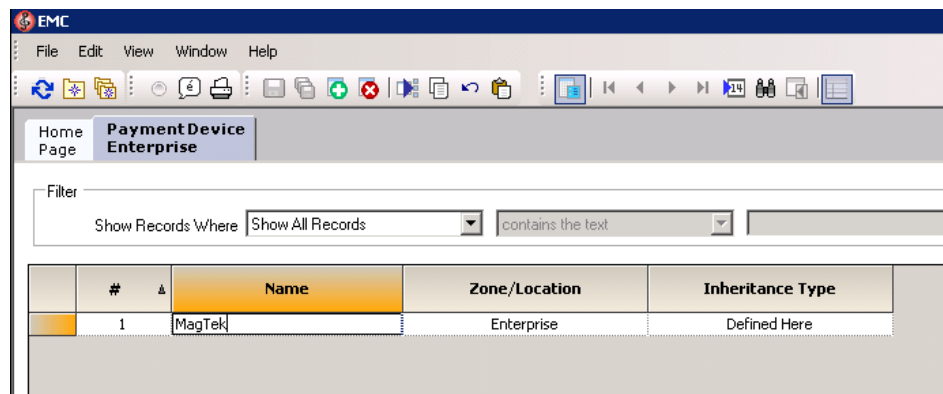 EMC
File Edit View Window Help
é 14
Home Page
Payment Device Enterprise
Filter
Show Records Where Show All Records contains the text
# Name Zone/Location Inheritance Type
1 MagTek Enterprise Defined Here